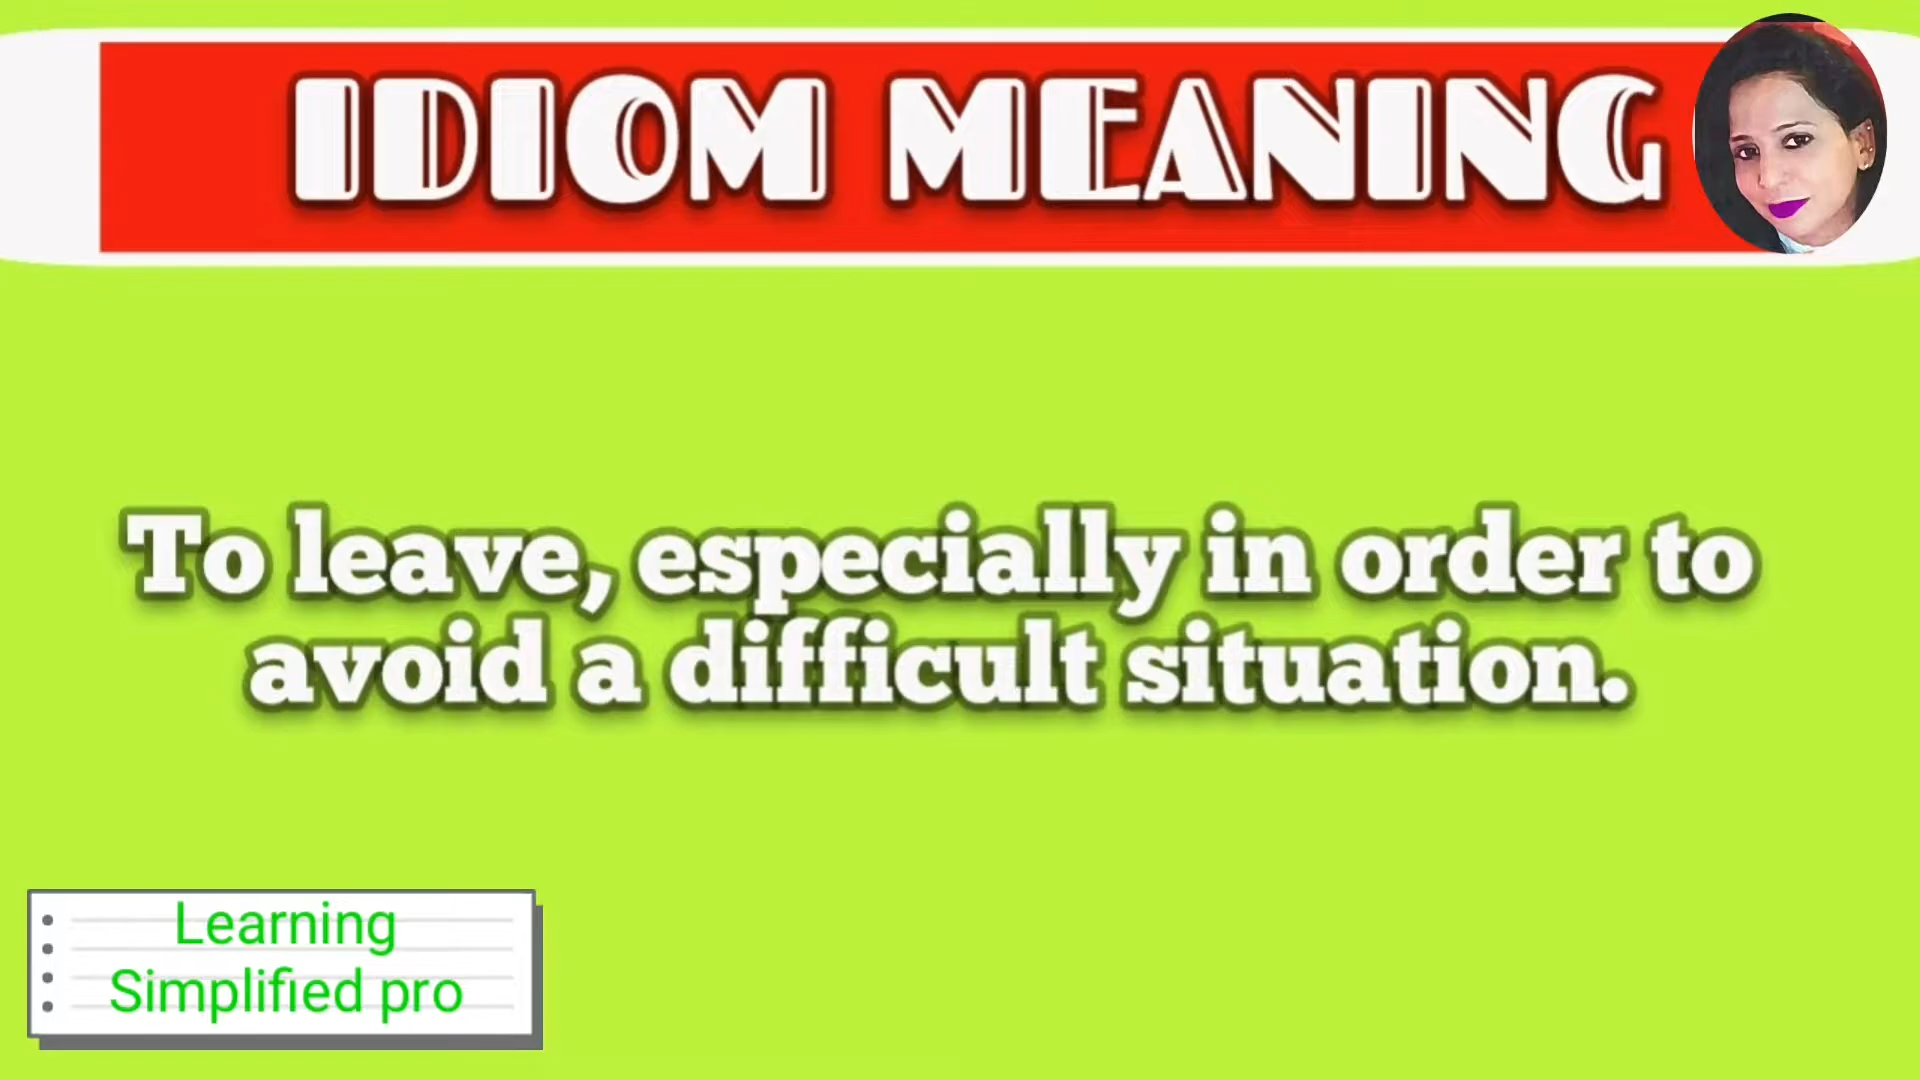 IDIOM MEANING
To leave, especially in order to
avoid a difficult situation.
Learning
Simplified pro